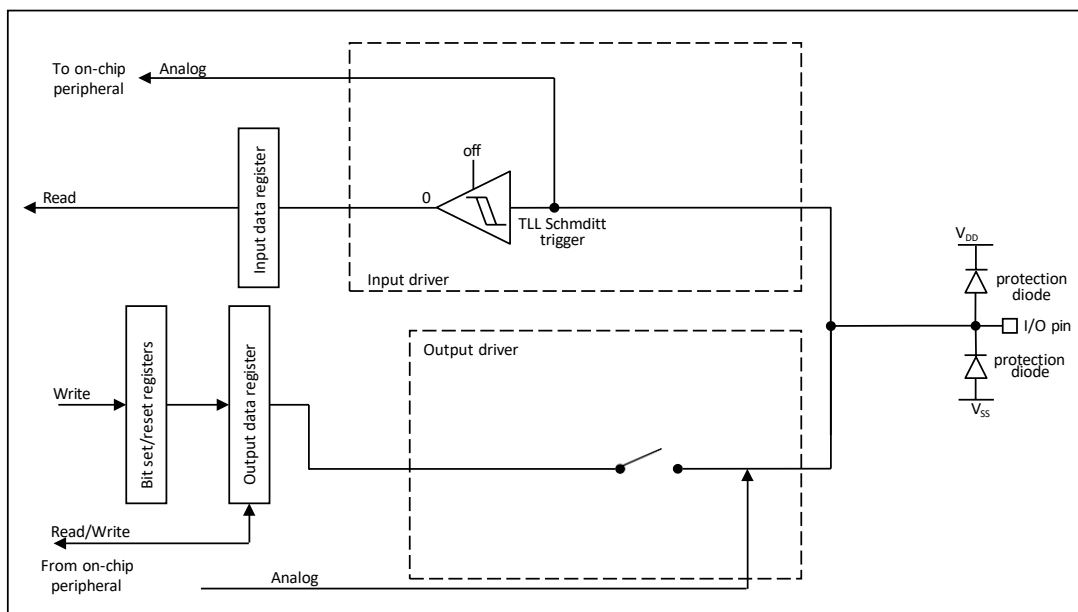 To on-chip
peripheral
Analog
off
Read
Input data register
0
TLL Schmditt
trigger
Input driver
VDD
protection
diode
I/O pin
protection
diode
VSS
Output driver
Write
Bit set/reset registers
Output data register
Read/Write
From on-chip
peripheral
Analog